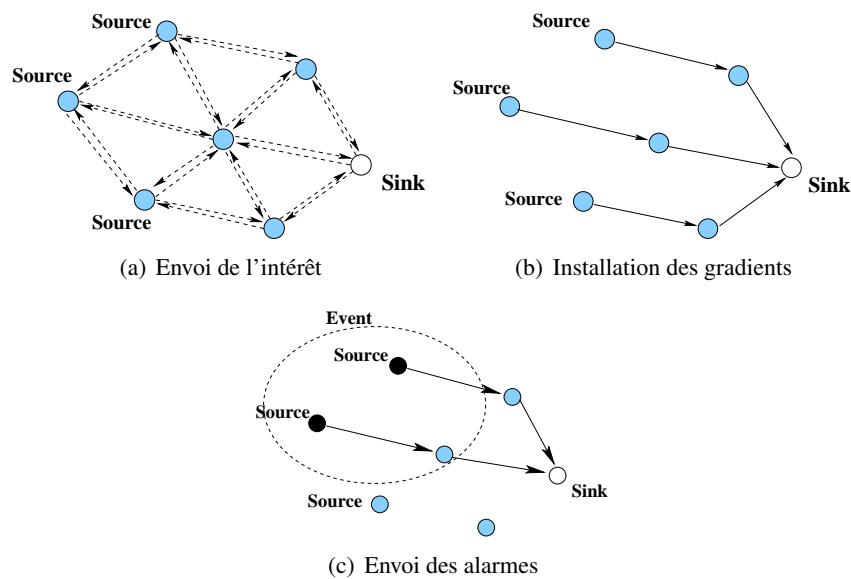 Source
Source
Source
Sink
(a) Envoi de l'intérêt
Source
Source
Source
Sink
(b) Installation des gradients
Event
Source
Source
Source
Sink
(c) Envoi des alarmes